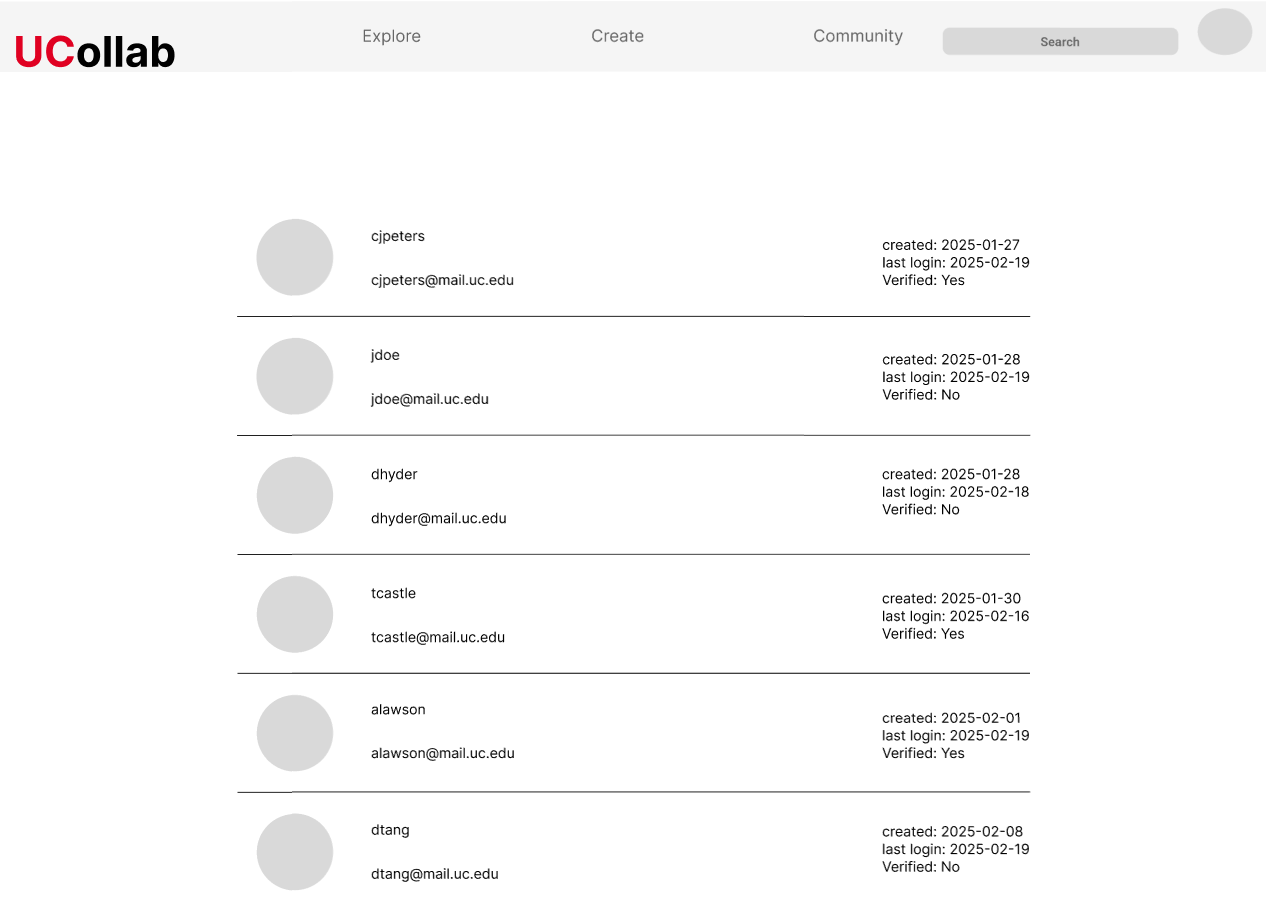 UCollab
Explore
Create
Community
Search
cjpeters
cjpeters@mail.uc.edu
created: 2025-01-27
last login: 2025-02-19
Verified: Yes
jdoe
jdoe@mail.uc.edu
created: 2025-01-28
last login: 2025-02-19
Verified: No
dhyder
dhyder@mail.uc.edu
created: 2025-01-28
last login: 2025-02-18
Verified: No
tcastle
tcastle@mail.uc.edu
created: 2025-01-30
last login: 2025-02-16
Verified: Yes
alawson
alawson@mail.uc.edu
created: 2025-02-01
last login: 2025-02-19
Verified: Yes
dtang
dtang@mail.uc.edu
created: 2025-02-08
last login: 2025-02-19
Verified: No